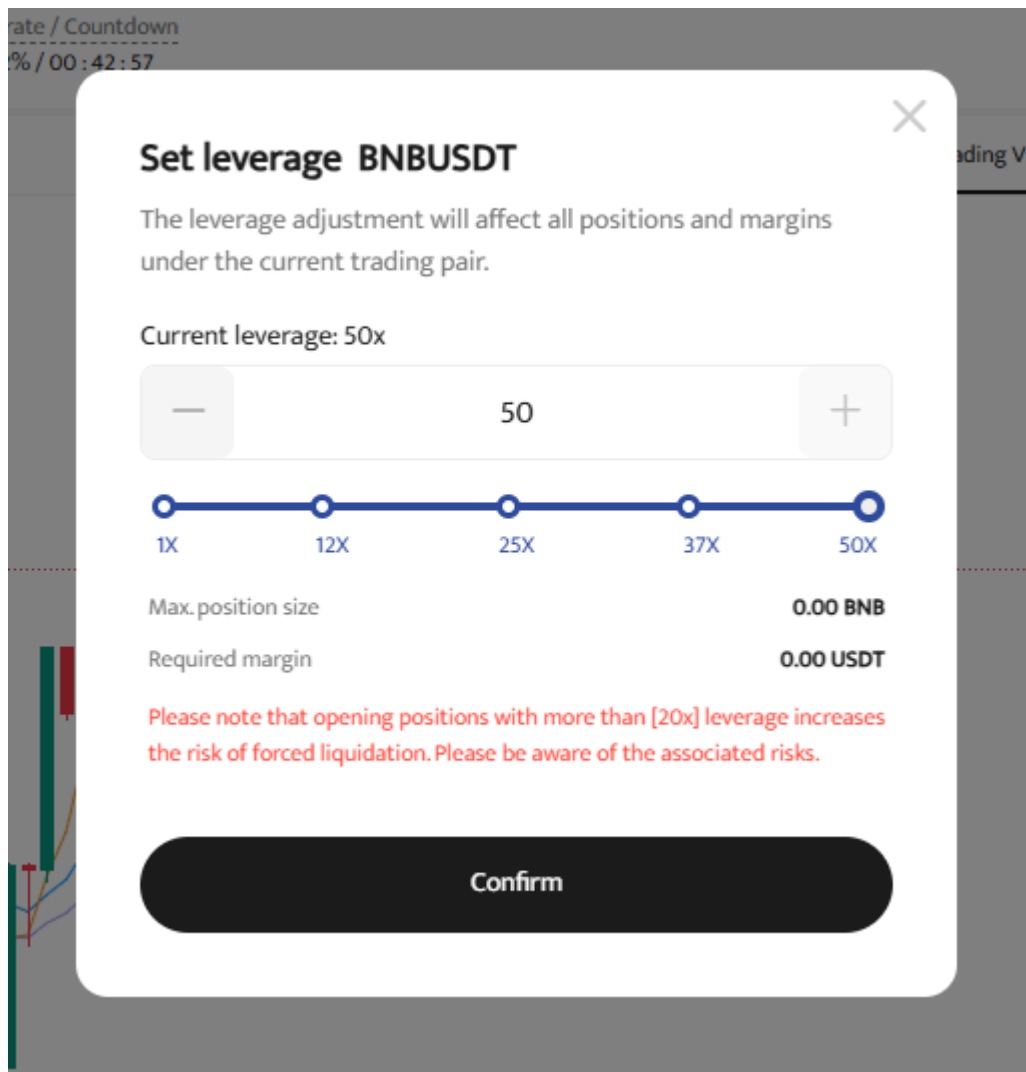 rate / Countdown
% / 00 : 42 : 57
ading V
Set leverage BNBUSDT
The leverage adjustment will affect all positions and margins
under the current trading pair.
Current leverage: 50x
50
1X 12X 25X 37X 50X
Max. position size 0.00 BNB
Required margin 0.00 USDT
Please note that opening positions with more than [20x] leverage increases
the risk of forced liquidation. Please be aware of the associated risks.
Confirm